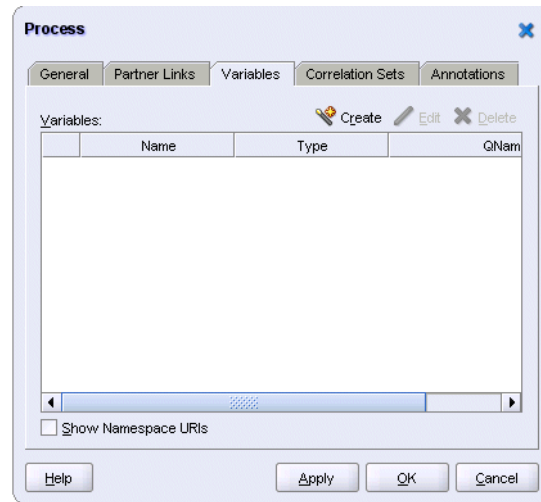 Process
General Partner Links Variables Correlation Sets Annotations
Variables: Create Edit Delete
Name Type QNam
Show Namespace URIs
Help Apply OK Cancel